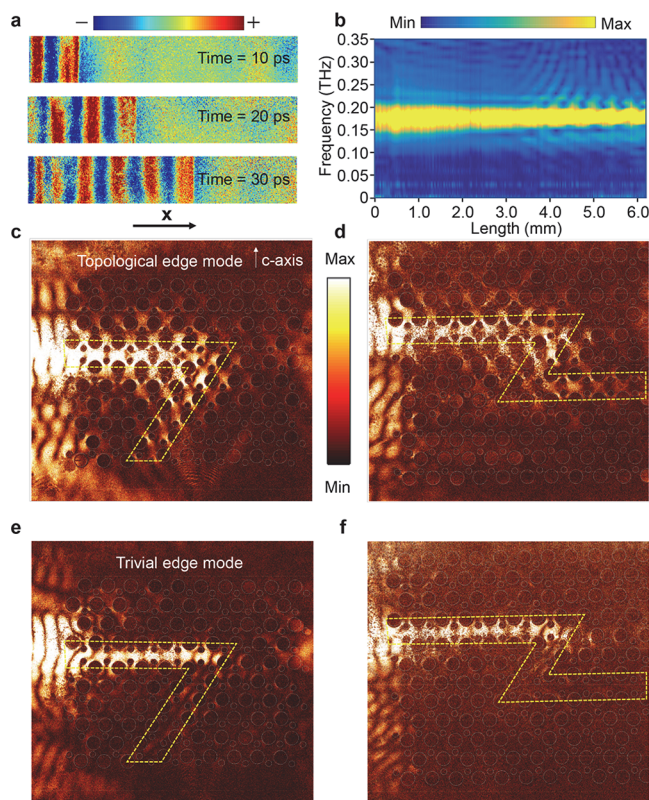 a
− +
Time = 10 ps
Time = 20 ps
Time = 30 ps
x
b
Min Max
Frequency (THz)
0.35
0.30
0.25
0.20
0.15
0.10
0.05
0
0 1.0 2.0 3.0 4.0 5.0 6.0
Length (mm)
c
Topological edge mode
c-axis
Max
Min
d
e
Trivial edge mode
f